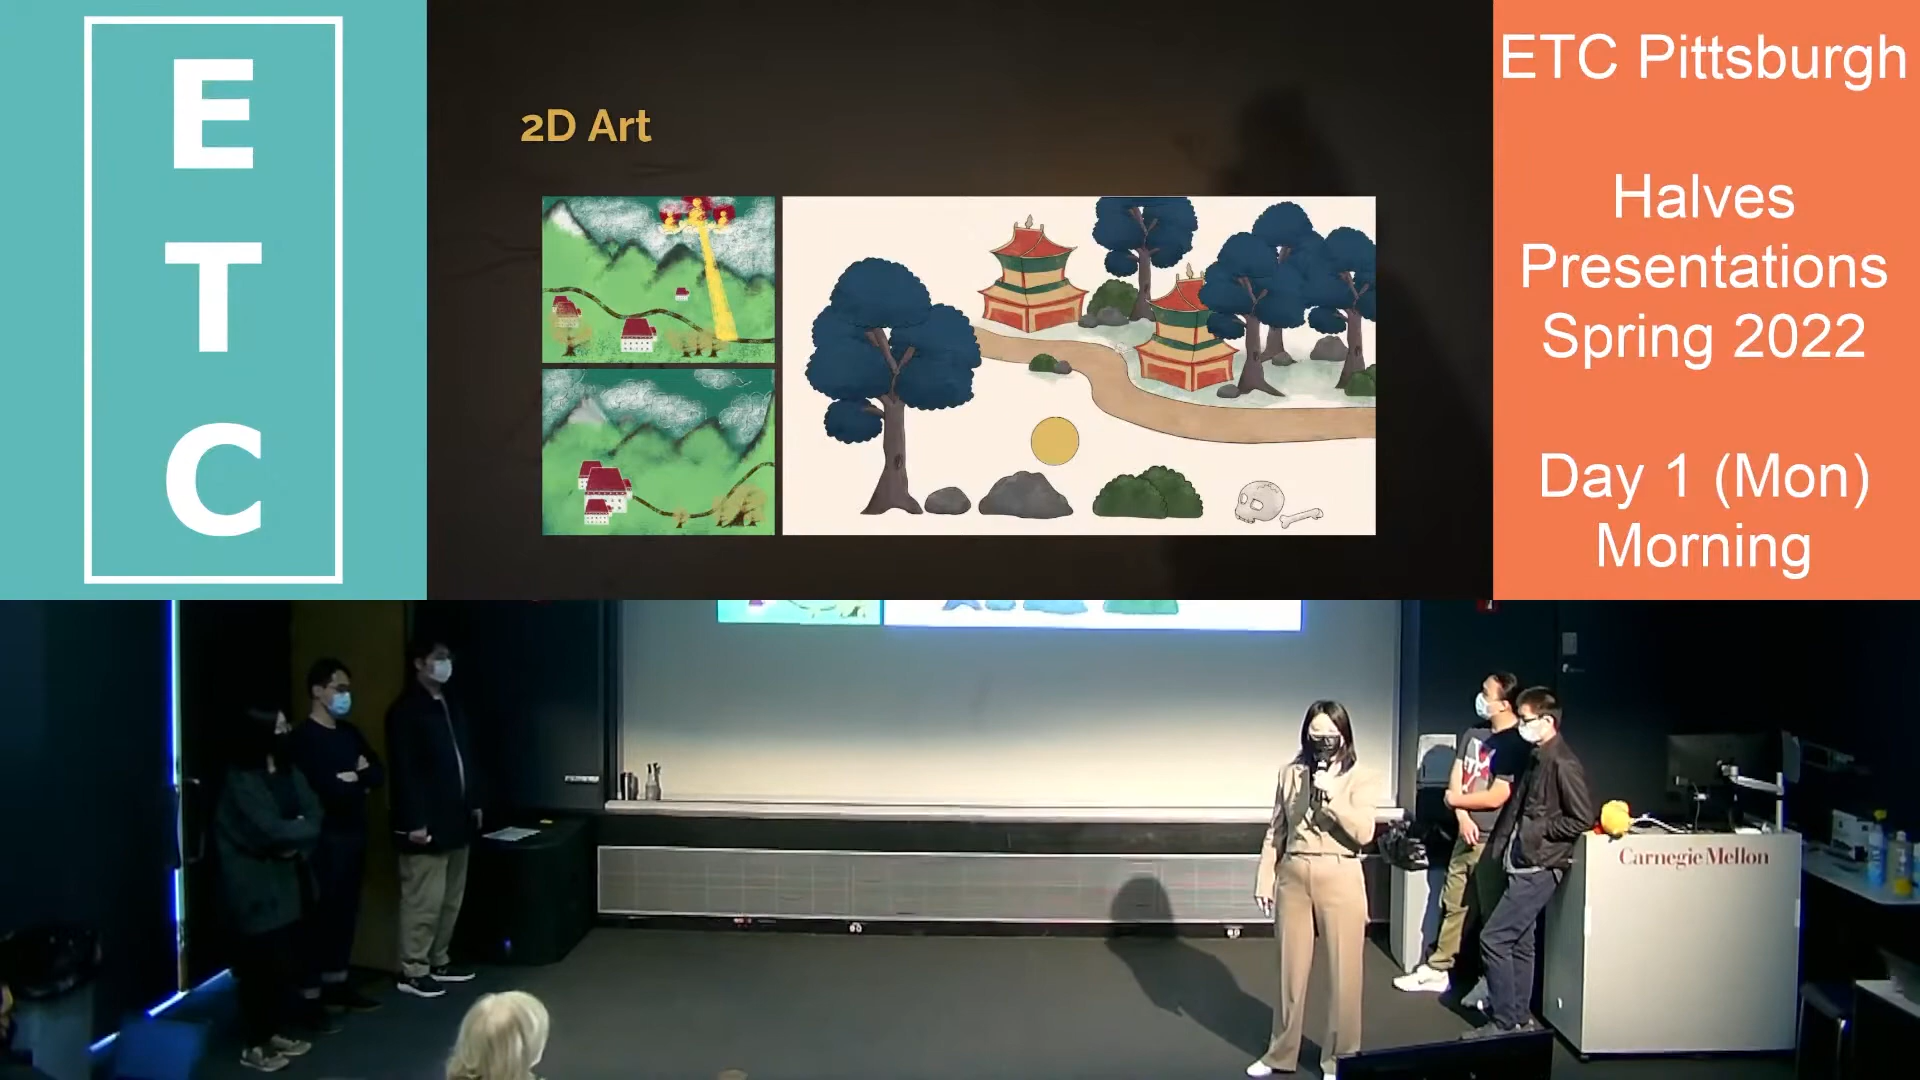 E
T
C
2D Art
ETC Pittsburgh
Halves
Presentations
Spring 2022
Day 1 (Mon)
Morning
Carnegie Mellon